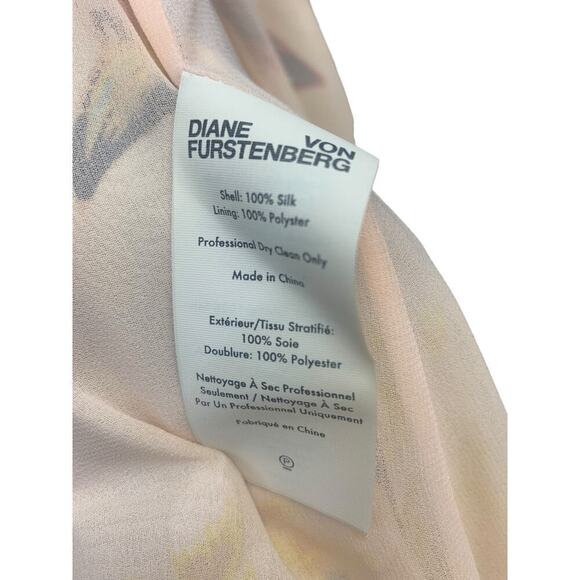 DIANE VON
FURSTENBERG
Shell: 100% Silk
Lining: 100% Polyster
Professional Dry Clean Only
Made in China
Extérieur/Tissu Stratifié:
100% Soie
Doublure: 100% Polyester
Nettoyage À Sec Professionnel
Seulement / Nettoyage À Sec
Par Un Professionnel Uniquement
Fabriqué en Chine
P